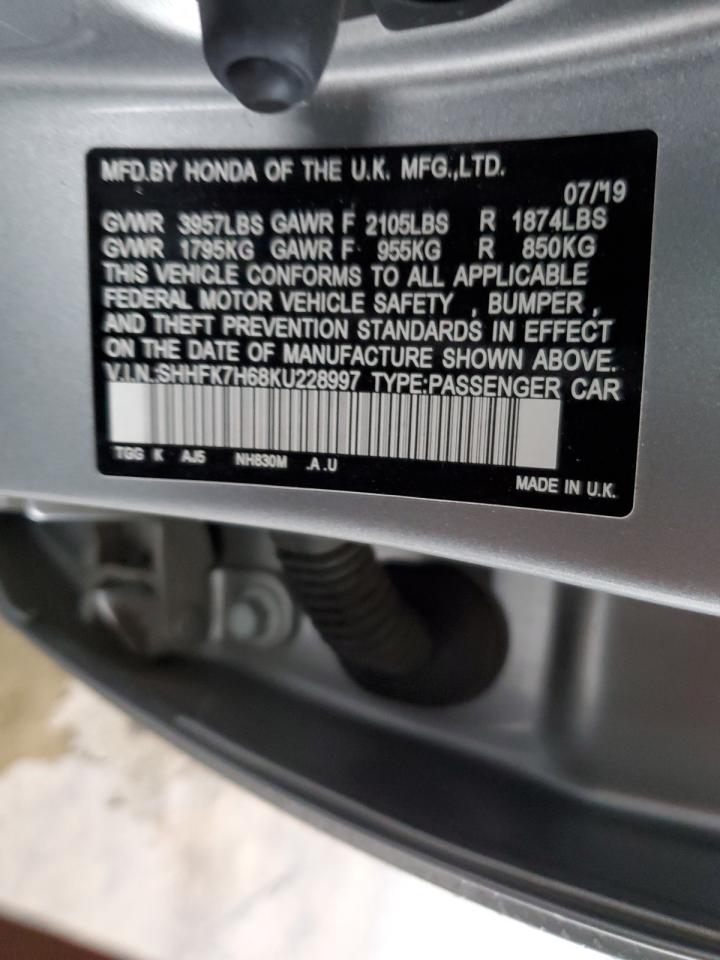 MFD.BY HONDA OF THE U.K. MFG.,LTD.
07/'19
GVWR 3957LBS GAWR F 2105LBS R 1874LBS
GVWR 1795KG GAWR F 955KG R 850KG
THIS VEHICLE CONFORMS TO ALL APPLICABLE
FEDERAL MOTOR VEHICLE SAFETY , BUMPER ,
AND THEFT PREVENTION STANDARDS IN EFFECT
ON THE DATE OF MANUFACTURE SHOWN ABOVE.
V.I.N.:SHHFK7H68KU228997 TYPE:PASSENGER CAR
TGG K AJ5 NH830M .A .U
MADE IN U.K.